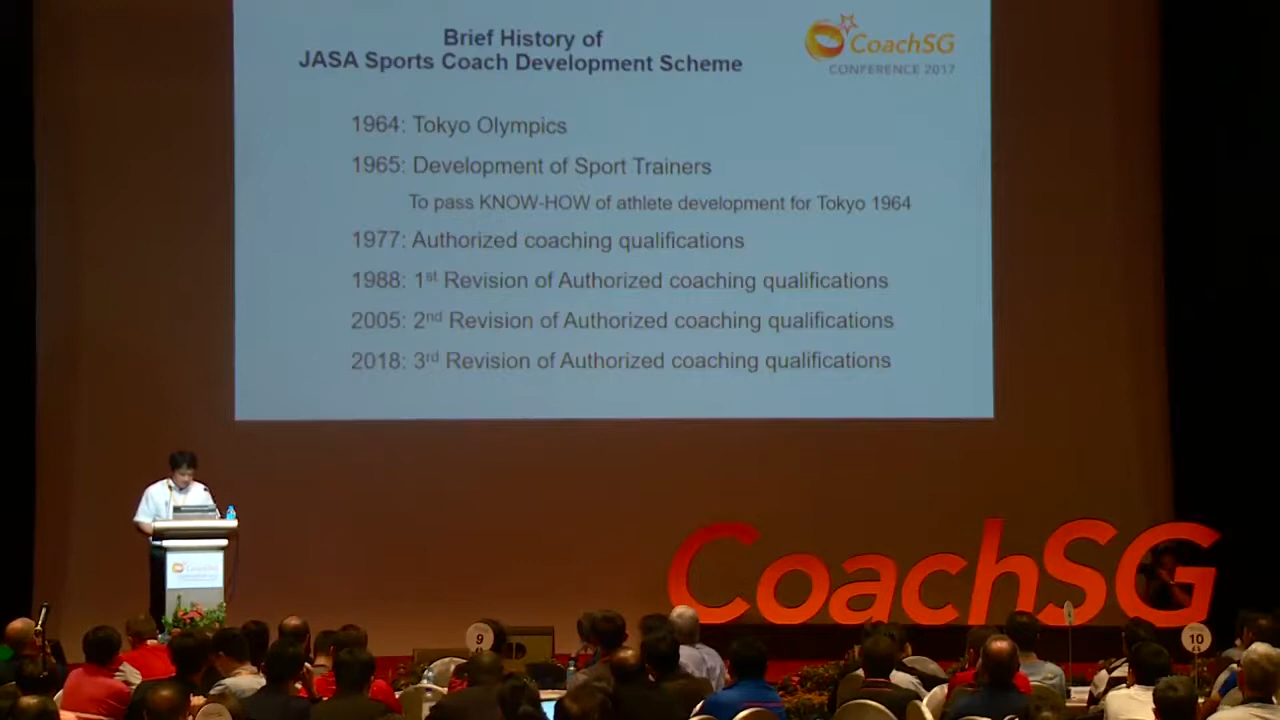 Brief History of
JASA Sports Coach Development Scheme
CoachSG
CONFERENCE 2017
1964: Tokyo Olympics
1965: Development of Sport Trainers
To pass KNOW-HOW of athlete development for Tokyo 1964
1977: Authorized coaching qualifications
1988: 1st Revision of Authorized coaching qualifications
2005: 2nd Revision of Authorized coaching qualifications
2018: 3rd Revision of Authorized coaching qualifications
CoachSG
CoachSG
9
10